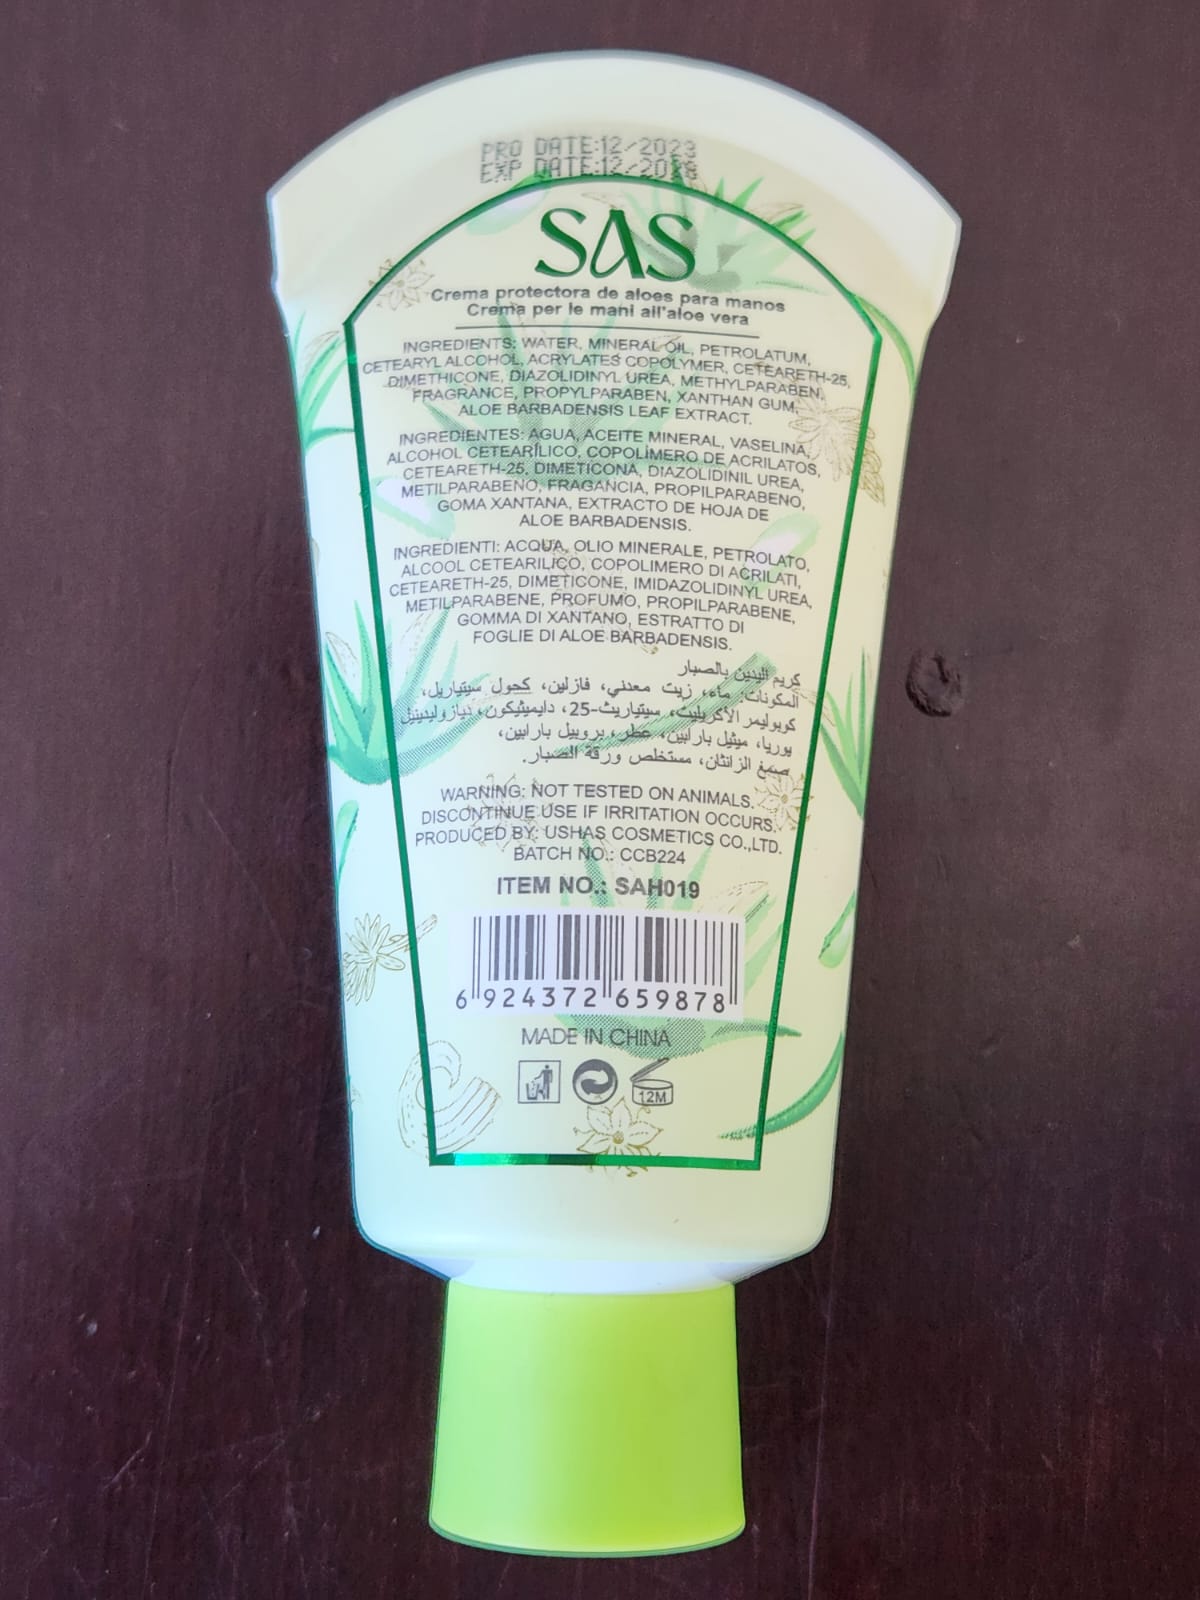 PRO DATE:12/2023
EXP DATE:12/2028
SAS
Crema protectora de aloes para manos
Crema per le mani all'aloe vera
INGREDIENTS: WATER, MINERAL OIL, PETROLATUM,
CETEARYL ALCOHOL, ACRYLATES COPOLYMER, CETEARETH-25,
DIMETHICONE, DIAZOLIDINYL UREA, METHYLPARABEN,
FRAGRANCE, PROPYLPARABEN, XANTHAN GUM,
ALOE BARBADENSIS LEAF EXTRACT.
INGREDIENTES: AGUA, ACEITE MINERAL, VASELINA,
ALCOHOL CETEARÍLICO, COPOLÍMERO DE ACRILATOS,
CETEARETH-25, DIMETICONA, DIAZOLIDINIL UREA,
METILPARABENO, FRAGANCIA, PROPILPARABENO,
GOMA XANTANA, EXTRACTO DE HOJA DE
ALOE BARBADENSIS.
INGREDIENTI: ACQUA, OLIO MINERALE, PETROLATO,
ALCOOL CETEARILICO, COPOLIMERO DI ACRILATI,
CETEARETH-25, DIMETICONE, IMIDAZOLIDINYL UREA,
METILPARABENE, PROFUMO, PROPILPARABENE,
GOMMA DI XANTANO, ESTRATTO DI
FOGLIE DI ALOE BARBADENSIS.
كريم اليدين بالصبار
المكونات: ماء، زيت معدني، فازلين، كحول سيتياريل،
كوبوليمر الأكريليت، سيتياريث-25، دايميثيكون، ديازوليدينيل
يوريا، ميثيل بارابين، عطر، بروبيل بارابين،
صمغ الزانثان، مستخلص ورقة الصبار.
WARNING: NOT TESTED ON ANIMALS.
DISCONTINUE USE IF IRRITATION OCCURS.
PRODUCED BY: USHAS COSMETICS CO.,LTD.
BATCH NO.: CCB224
ITEM NO.: SAH019
6 924372 659878
MADE IN CHINA
12M